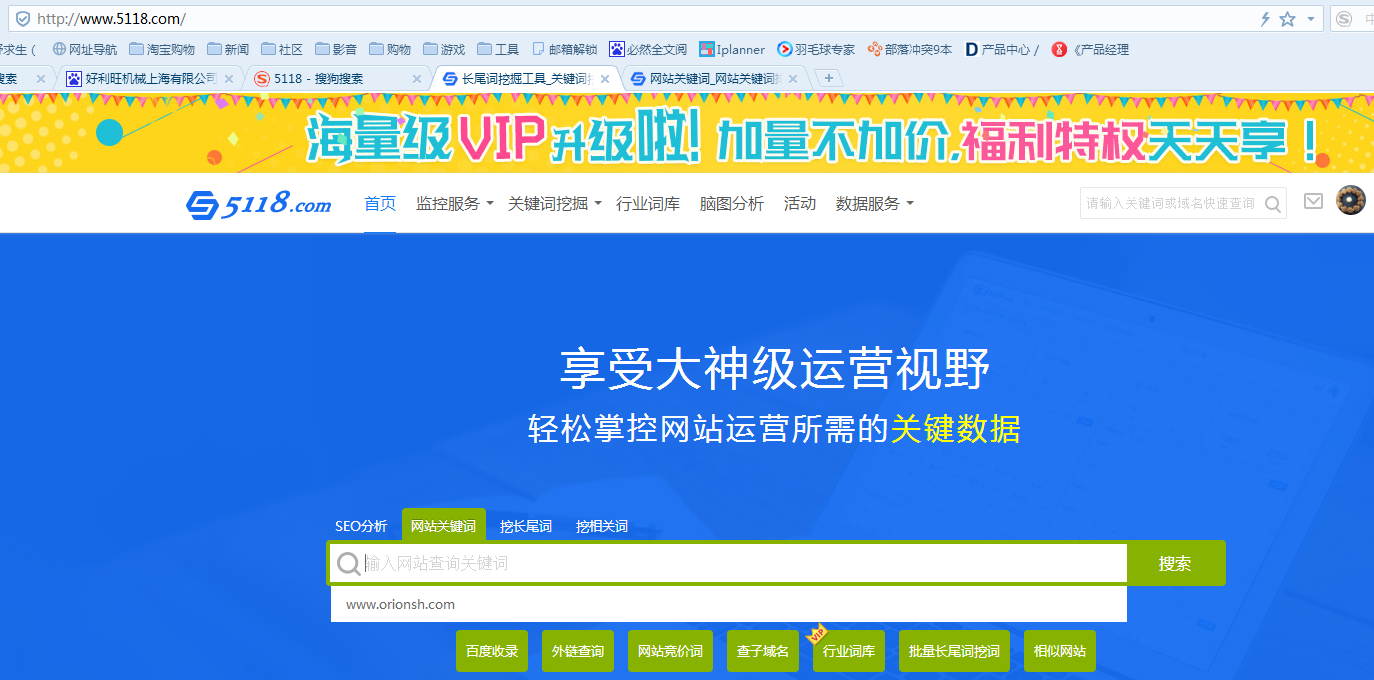 http://www.5118.com/
求生 ( 网址导航 淘宝购物 新闻 社区 影音 购物 游戏 工具 邮箱解锁 必然全文阅 Iplanner 羽毛球专家 部落冲突9本 产品中心 / 《产品经理
搜索 好利旺机械上海有限公司 5118 - 搜狗搜索 长尾词挖掘工具_关键词 网站关键词_网站关键词
海量级VIP升级啦! 加量不加价,福利特权天天享!
5118.com 首页 监控服务 关键词挖掘 行业词库 脑图分析 活动 数据服务 请输入关键词或域名快速查询
享受大神级运营视野
轻松掌控网站运营所需的关键数据
SEO分析 网站关键词 挖长尾词 挖相关词
输入网站查询关键词 搜索
www.orionsh.com
百度收录 外链查询 网站竞价词 查子域名 VIP 行业词库 批量长尾词挖词 相似网站